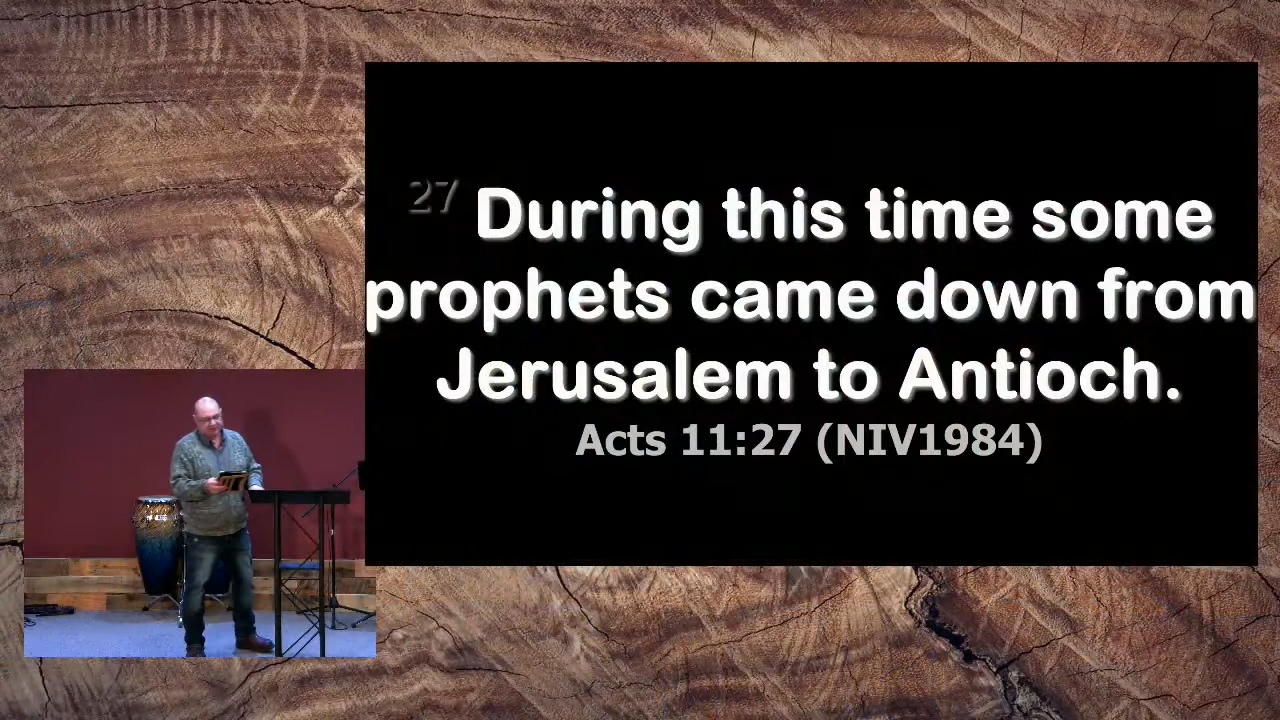 27 During this time some
prophets came down from
Jerusalem to Antioch.
Acts 11:27 (NIV1984)